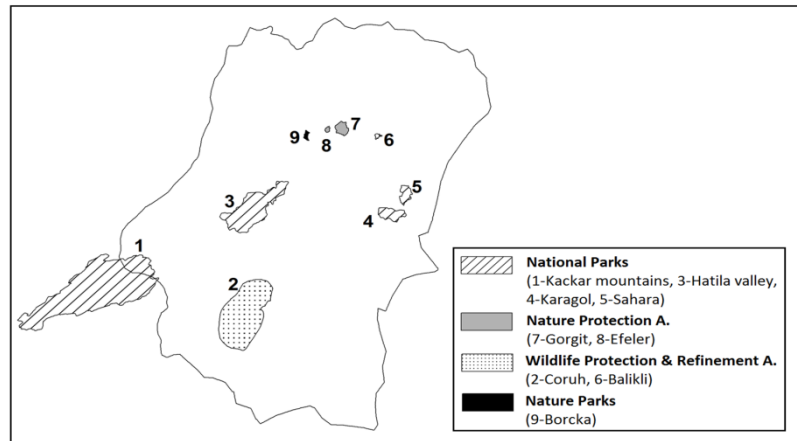 7
9
8
6
5
3
4
1
2
National Parks
(1-Kackar mountains, 3-Hatila valley,
4-Karagol, 5-Sahara)
Nature Protection A.
(7-Gorgit, 8-Efeler)
Wildlife Protection & Refinement A.
(2-Coruh, 6-Balikli)
Nature Parks
(9-Borcka)